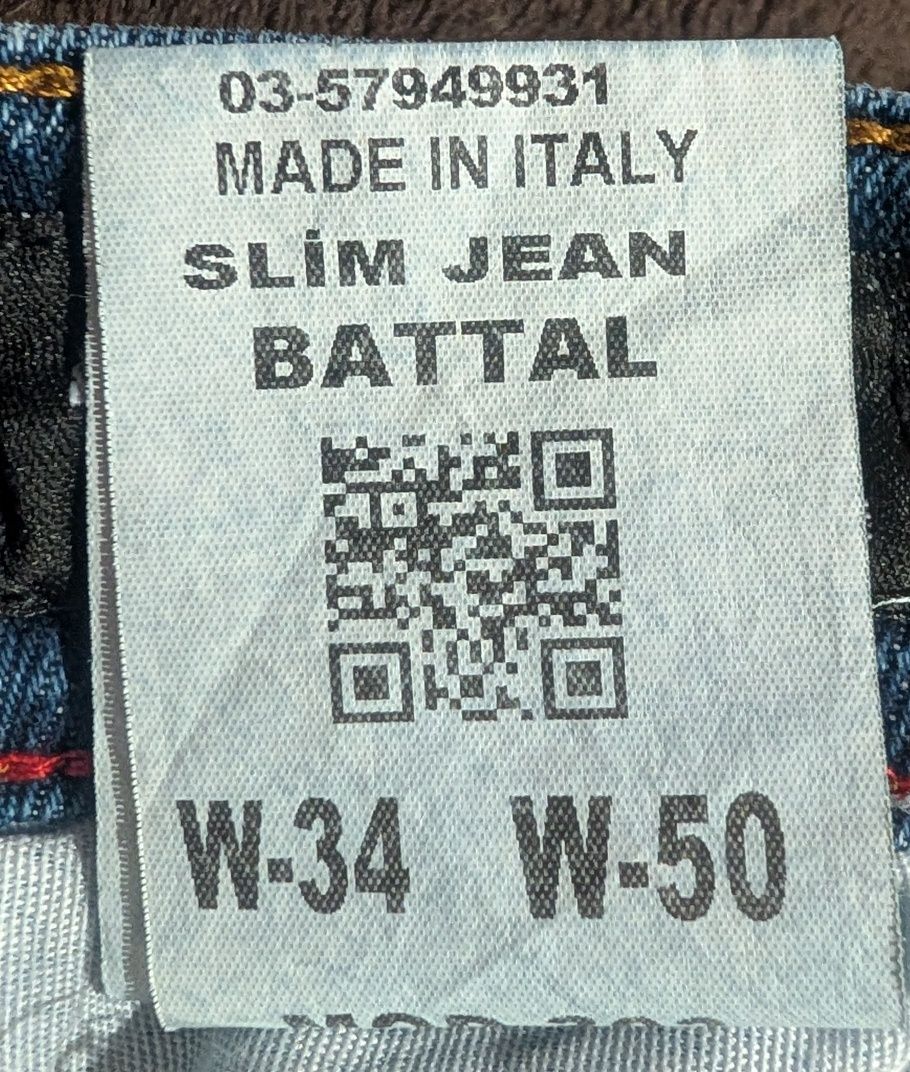 03-57949931
MADE IN ITALY
SLİM JEAN
BATTAL
W-34 W-50